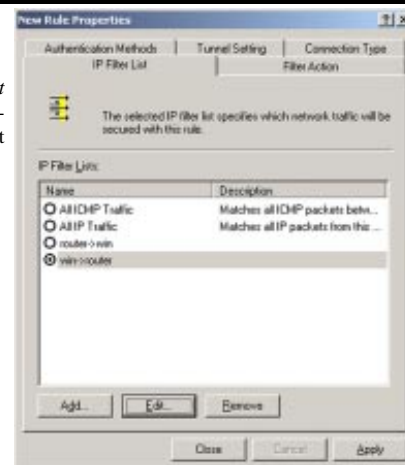 New Rule Properties
Authentication Methods Tunnel Setting Connection Type
IP Filter List Filter Action
t
-
t
The selected IP filter list specifies which network traffic will be
secured with this rule.
IP Filter Lists:
Name Description
All ICMP Traffic Matches all ICMP packets betw...
All IP Traffic Matches all IP packets from this ...
router->win
win->router
Add... Edit... Remove
Close Cancel Apply